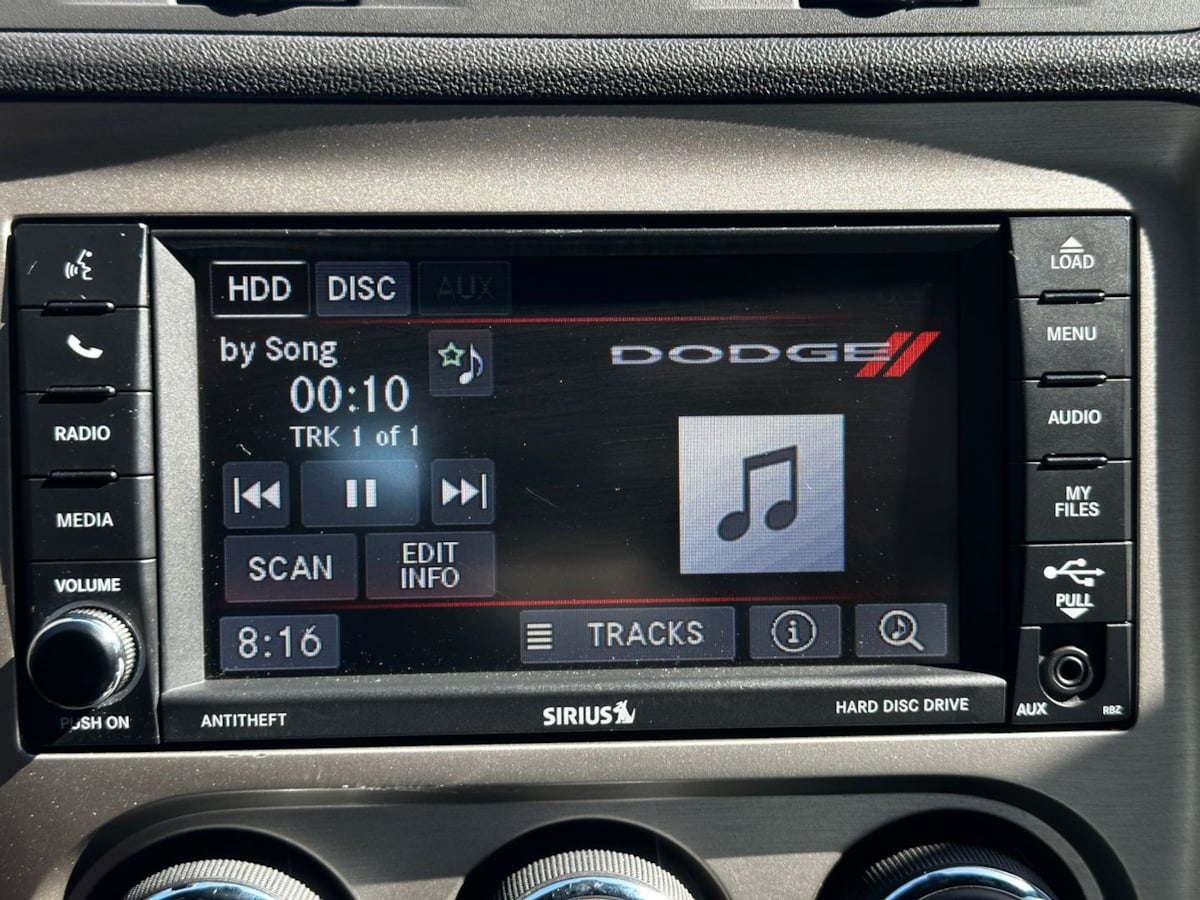 HDD DISC AUX
by Song
00:10
TRK 1 of 1
SCAN
EDIT
INFO
8:16
TRACKS
DODGE
RADIO
MEDIA
VOLUME
PUSH ON
ANTITHEFT
SIRIUS
HARD DISC DRIVE
LOAD
MENU
AUDIO
MY
FILES
PULL
AUX
RBZ